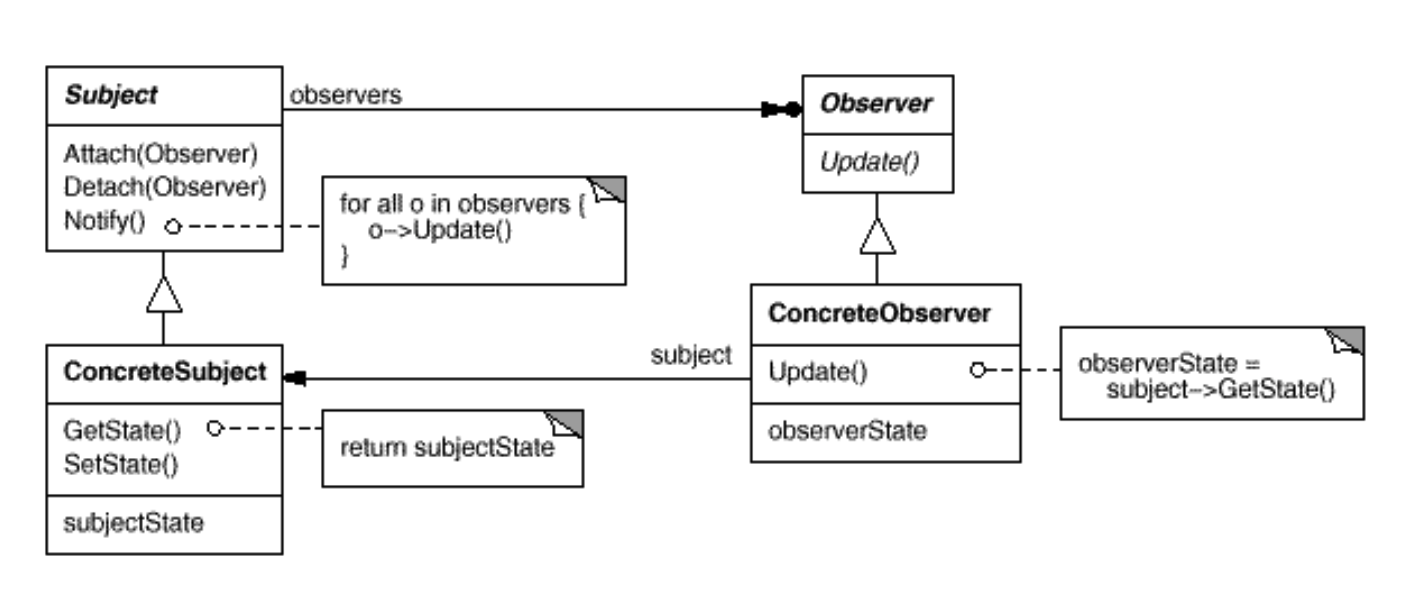 Subject
Attach(Observer)
Detach(Observer)
Notify()
observers
for all o in observers {
o->Update()
}
Observer
Update()
ConcreteSubject
GetState()
SetState()
subjectState
return subjectState
subject
ConcreteObserver
Update()
observerState
observerState =
subject->GetState()